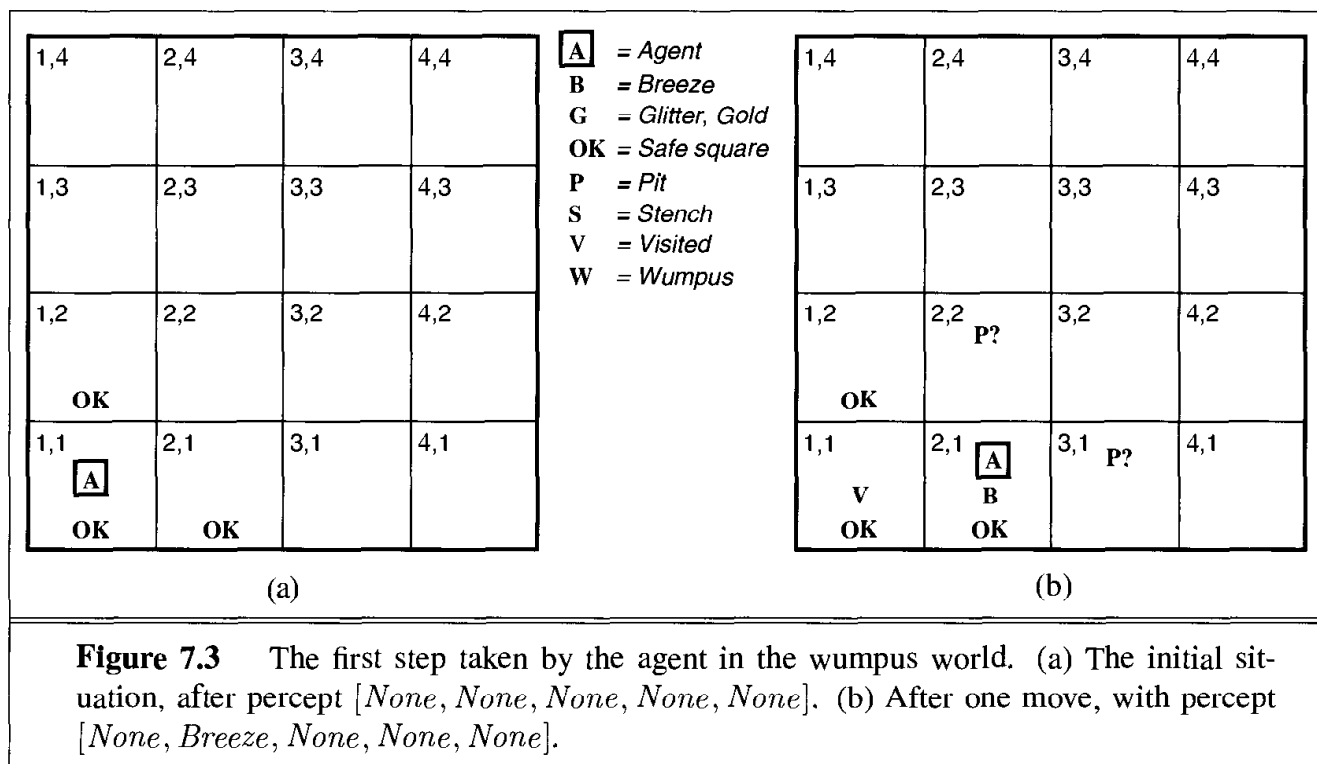 1,4 2,4 3,4 4,4
1,3 2,3 3,3 4,3
1,2 2,2 3,2 4,2
OK
1,1 2,1 3,1 4,1
A
OK OK
(a)
A = Agent
B = Breeze
G = Glitter, Gold
OK = Safe square
P = Pit
S = Stench
V = Visited
W = Wumpus
1,4 2,4 3,4 4,4
1,3 2,3 3,3 4,3
1,2 2,2 3,2 4,2
P?
OK
1,1 2,1 A 3,1 P? 4,1
V B
OK OK
(b)
Figure 7.3 The first step taken by the agent in the wumpus world. (a) The initial sit-
uation, after percept [None, None, None, None, None]. (b) After one move, with percept
[None, Breeze, None, None, None].